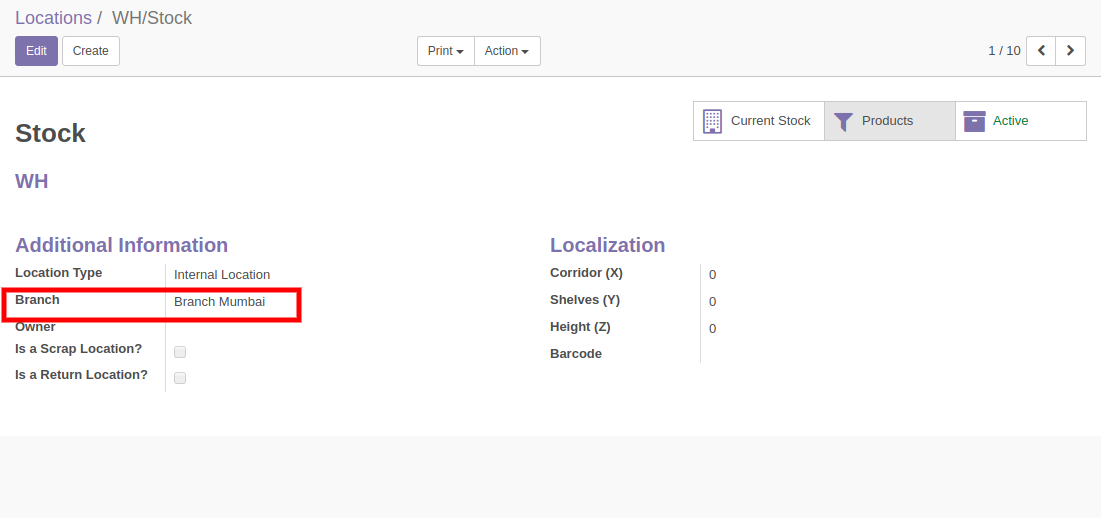 Locations / WH/Stock
Edit Create Print Action 1 / 10
Current Stock Products Active
Stock
WH
Additional Information
Location Type Internal Location
Branch Branch Mumbai
Owner
Is a Scrap Location?
Is a Return Location?
Localization
Corridor (X) 0
Shelves (Y) 0
Height (Z) 0
Barcode